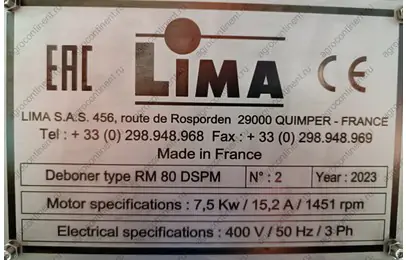 EAC LIMA CE
LIMA S.A.S. 456, route de Rosporden 29000 QUIMPER - FRANCE
Tel : + 33 (0) 298.948.968 Fax : + 33 (0) 298.948.969
Made in France
Deboner type RM 80 DSPM N° : 2 Year : 2023
Motor specifications : 7,5 Kw / 15,2 A / 1451 rpm
Electrical specifications : 400 V / 50 Hz / 3 Ph